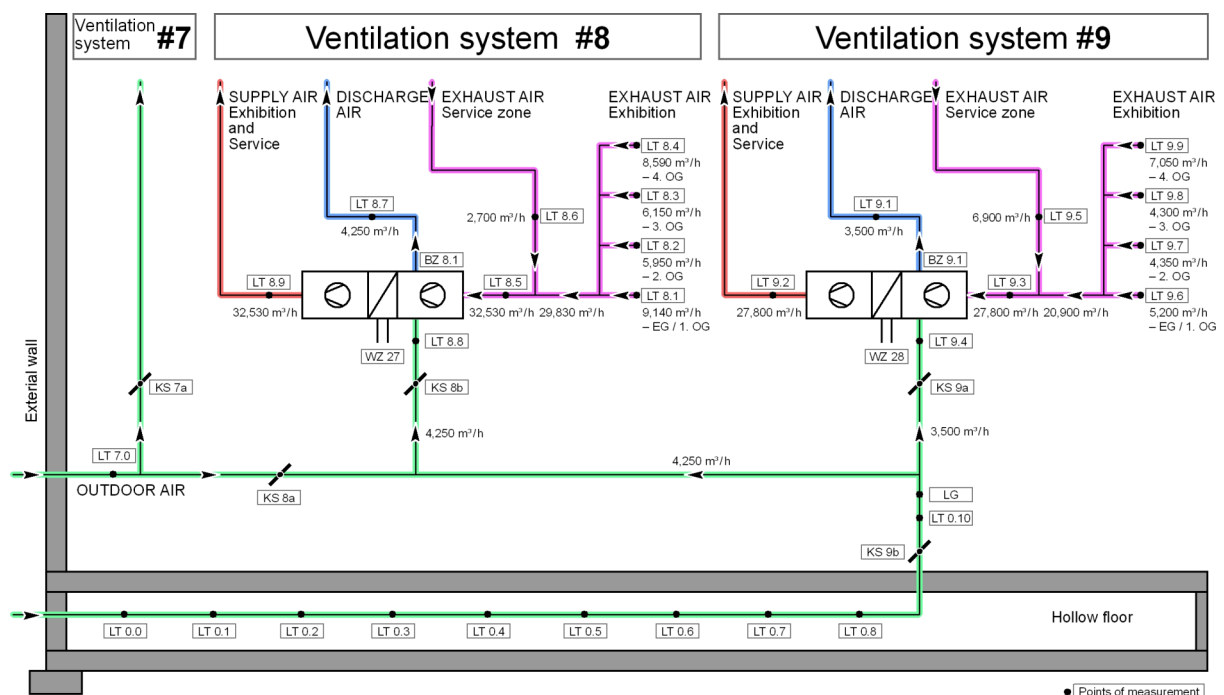 Ventilation
system #7
Ventilation system #8
Ventilation system #9
SUPPLY AIR
Exhibition
and
Service
DISCHARGE
AIR
EXHAUST AIR
Service zone
EXHAUST AIR
Exhibition
SUPPLY AIR
Exhibition
and
Service
DISCHARGE
AIR
EXHAUST AIR
Service zone
EXHAUST AIR
Exhibition
LT 8.4
8,590 m³/h
– 4. OG
LT 8.3
6,150 m³/h
– 3. OG
LT 8.2
5,950 m³/h
– 2. OG
LT 8.1
9,140 m³/h
– EG / 1. OG
LT 8.7
4,250 m³/h
2,700 m³/h
LT 8.6
BZ 8.1
LT 8.9
32,530 m³/h
LT 8.5
32,530 m³/h
29,830 m³/h
WZ 27
LT 8.8
KS 8b
4,250 m³/h
LT 9.9
7,050 m³/h
– 4. OG
LT 9.8
4,300 m³/h
– 3. OG
LT 9.7
4,350 m³/h
– 2. OG
LT 9.6
5,200 m³/h
– EG / 1. OG
LT 9.1
3,500 m³/h
6,900 m³/h
LT 9.5
BZ 9.1
LT 9.2
27,800 m³/h
LT 9.3
27,800 m³/h
20,900 m³/h
WZ 28
LT 9.4
KS 9a
3,500 m³/h
Exterial wall
KS 7a
LT 7.0
OUTDOOR AIR
KS 8a
4,250 m³/h
LG
LT 0.10
KS 9b
LT 0.0
LT 0.1
LT 0.2
LT 0.3
LT 0.4
LT 0.5
LT 0.6
LT 0.7
LT 0.8
Hollow floor
Points of measurement